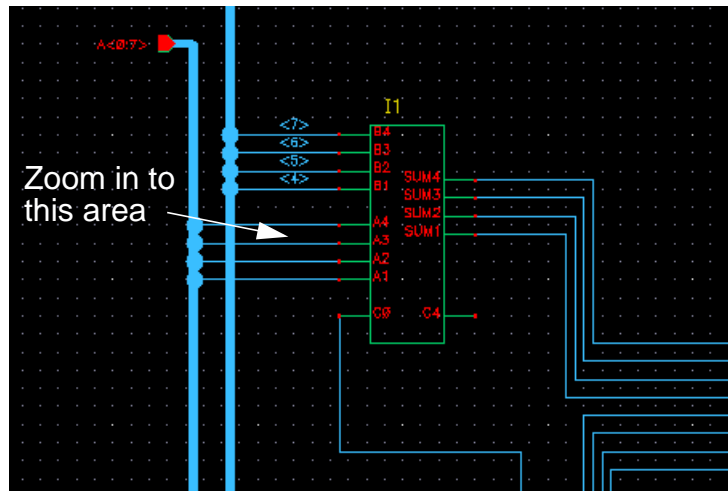 A<0:7>
I1
<7>
B4
<6>
B3
<5>
B2
<4>
B1
SUM4
SUM3
SUM2
SUM1
Zoom in to
this area
A4
A3
A2
A1
C0
C4